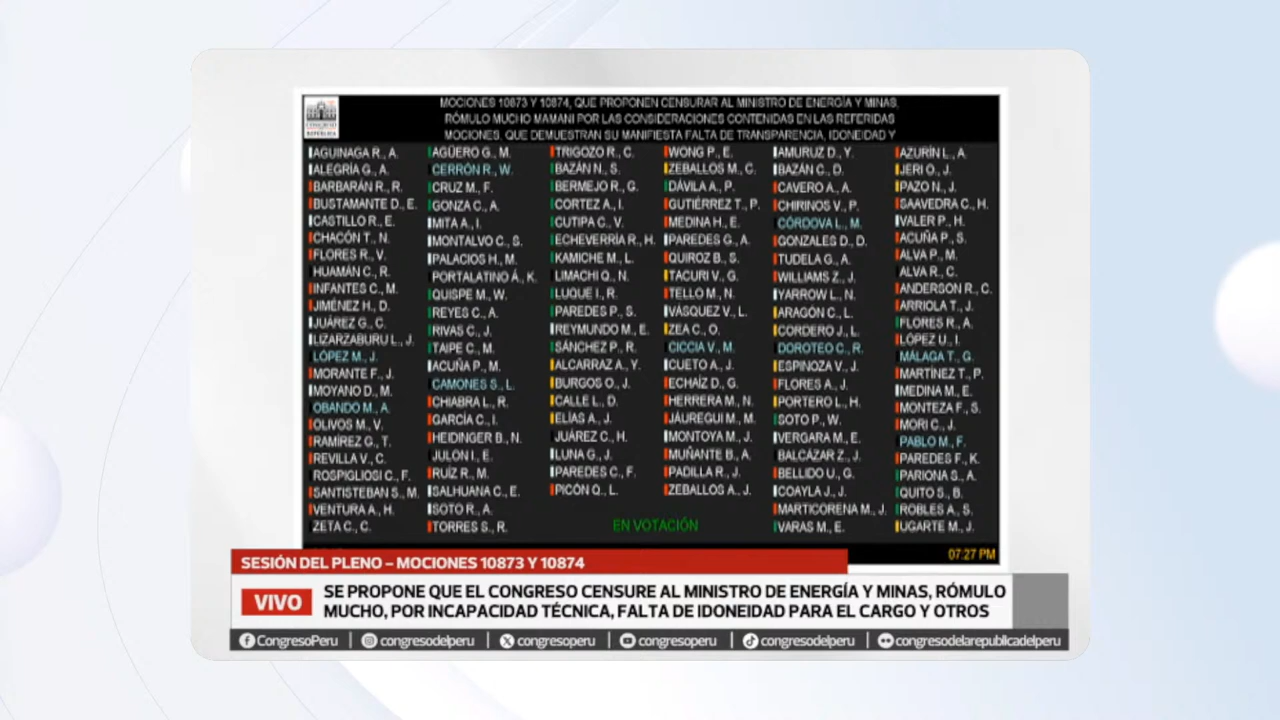 CONGRESO
REPÚBLICA
MOCIONES 10873 Y 10874, QUE PROPONEN CENSURAR AL MINISTRO DE ENERGÍA Y MINAS,
RÓMULO MUCHO MAMANI POR LAS CONSIDERACIONES CONTENIDAS EN LAS REFERIDAS
MOCIONES, QUE DEMUESTRAN SU MANIFIESTA FALTA DE TRANSPARENCIA, IDONEIDAD Y
AGUINAGA R., A.
ALEGRÍA G., A.
BARBARÁN R., R.
BUSTAMANTE D., E.
CASTILLO R., E.
CHACÓN T., N.
FLORES R., V.
HUAMÁN C., R.
INFANTES C., M.
JIMÉNEZ H., D.
JUÁREZ G., C.
LIZARZABURU L., J.
LÓPEZ M., J.
MORANTE F., J.
MOYANO D., M.
OBANDO M., A.
OLIVOS M., V.
RAMÍREZ G., T.
REVILLA V., C.
ROSPIGLIOSI C., F.
SANTISTEBAN S., M.
VENTURA A., H.
ZETA C., C.
AGÜERO G., M.
CERRÓN R., W.
CRUZ M., F.
GONZA C., A.
MITA A., I.
MONTALVO C., S.
PALACIOS H., M.
PORTALATINO Á., K.
QUISPE M., W.
REYES C., A.
RIVAS C., J.
TAIPE C., M.
ACUÑA P., M.
CAMONES S., L.
CHIABRA L., R.
GARCÍA C., I.
HEIDINGER B., N.
JULON I., E.
RUÍZ R., M.
SALHUANA C., E.
SOTO R., A.
TORRES S., R.
TRIGOZO R., C.
BAZÁN N., S.
BERMEJO R., G.
CORTEZ A., I.
CUTIPA C., V.
ECHEVERRÍA R., H.
KAMICHE M., L.
LIMACHI Q., N.
LUQUE I., R.
PAREDES P., S.
REYMUNDO M., E.
SÁNCHEZ P., R.
ALCARRAZ A., Y.
BURGOS O., J.
CALLE L., D.
ELÍAS A., J.
JUÁREZ C., H.
LUNA G., J.
PAREDES C., F.
PICÓN Q., L.
WONG P., E.
ZEBALLOS M., C.
DÁVILA A., P.
GUTIÉRREZ T., P.
MEDINA H., E.
PAREDES G., A.
QUIROZ B., S.
TACURI V., G.
TELLO M., N.
VÁSQUEZ V., L.
ZEA C., O.
CICCIA V., M.
CUETO A., J.
ECHAÍZ D., G.
HERRERA M., N.
JÁUREGUI M., M.
MONTOYA M., J.
MUÑANTE B., A.
PADILLA R., J.
ZEBALLOS A., J.
AMURUZ D., Y.
BAZÁN C., D.
CAVERO A., A.
CHIRINOS V., P.
CÓRDOVA L., M.
GONZALES D., D.
TUDELA G., A.
WILLIAMS Z., J.
YARROW L., N.
ARAGÓN C., L.
CORDERO J., L.
DOROTEO C., R.
ESPINOZA V., J.
FLORES A., J.
PORTERO L., H.
SOTO P., W.
VERGARA M., E.
BALCÁZAR Z., J.
BELLIDO U., G.
COAYLA J., J.
MARTICORENA M., J.
VARAS M., E.
AZURÍN L., A.
JERI O., J.
PAZO N., J.
SAAVEDRA C., H.
VALER P., H.
ACUÑA P., S.
ALVA P., M.
ALVA R., C.
ANDERSON R., C.
ARRIOLA T., J.
FLORES R., A.
LÓPEZ U., I.
MÁLAGA T., G.
MARTÍNEZ T., P.
MEDINA M., E.
MONTEZA F., S.
MORI C., J.
PABLO M., F.
PAREDES F., K.
PARIONA S., A.
QUITO S., B.
ROBLES A., S.
UGARTE M., J.
EN VOTACIÓN
07:27 PM
SESIÓN DEL PLENO – MOCIONES 10873 Y 10874
VIVO
SE PROPONE QUE EL CONGRESO CENSURE AL MINISTRO DE ENERGÍA Y MINAS, RÓMULO
MUCHO, POR INCAPACIDAD TÉCNICA, FALTA DE IDONEIDAD PARA EL CARGO Y OTROS
CongresoPeru | congresodelperu | congresoperu | congresoperu | congresodelperu | congresodelarepublicadelperu